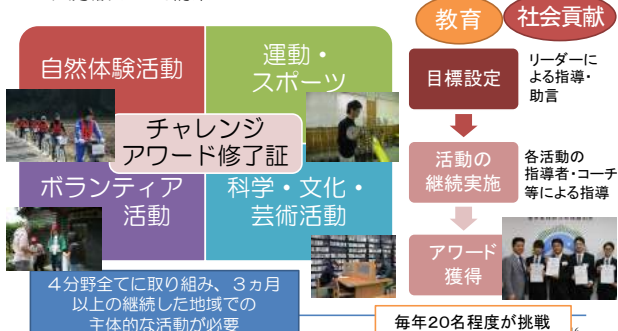 教育
社会貢献
自然体験活動
運動・
スポーツ
チャレンジ
アワード修了証
ボランティア
活動
科学・文化・
芸術活動
4分野全てに取り組み、3ヵ月
以上の継続した地域での
主体的な活動が必要
目標設定
リーダーに
よる指導・
助言
活動の
継続実施
各活動の
指導者・コーチ
等による指導
アワード
獲得
毎年20名程度が挑戦